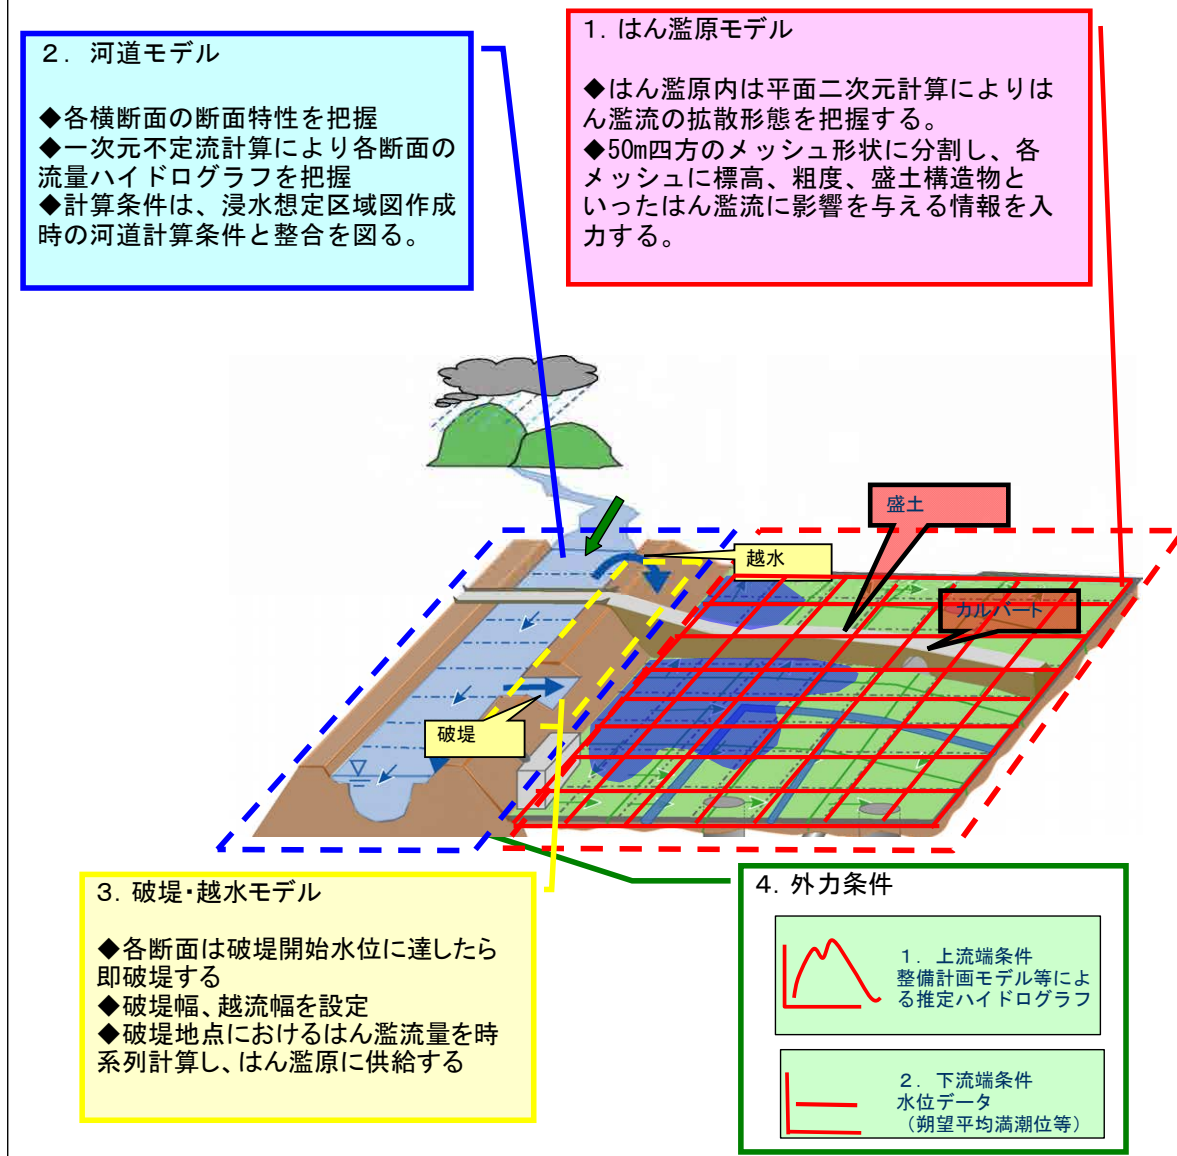 ２．河道モデル
◆各横断面の断面特性を把握
◆一次元不定流計算により各断面の
流量ハイドログラフを把握
◆計算条件は、浸水想定区域図作成
時の河道計算条件と整合を図る。
1．はん濫原モデル
◆はん濫原内は平面二次元計算によりは
ん濫流の拡散形態を把握する。
◆50m四方のメッシュ形状に分割し、各
メッシュに標高、粗度、盛土構造物と
いったはん濫流に影響を与える情報を入
力する。
盛土
越水
カルバート
破堤
3．破堤・越水モデル
◆各断面は破堤開始水位に達したら
即破堤する
◆破堤幅、越流幅を設定
◆破堤地点におけるはん濫流量を時
系列計算し、はん濫原に供給する
４．外力条件
１．上流端条件
整備計画モデル等によ
る推定ハイドログラフ
２．下流端条件
水位データ
（朔望平均満潮位等）